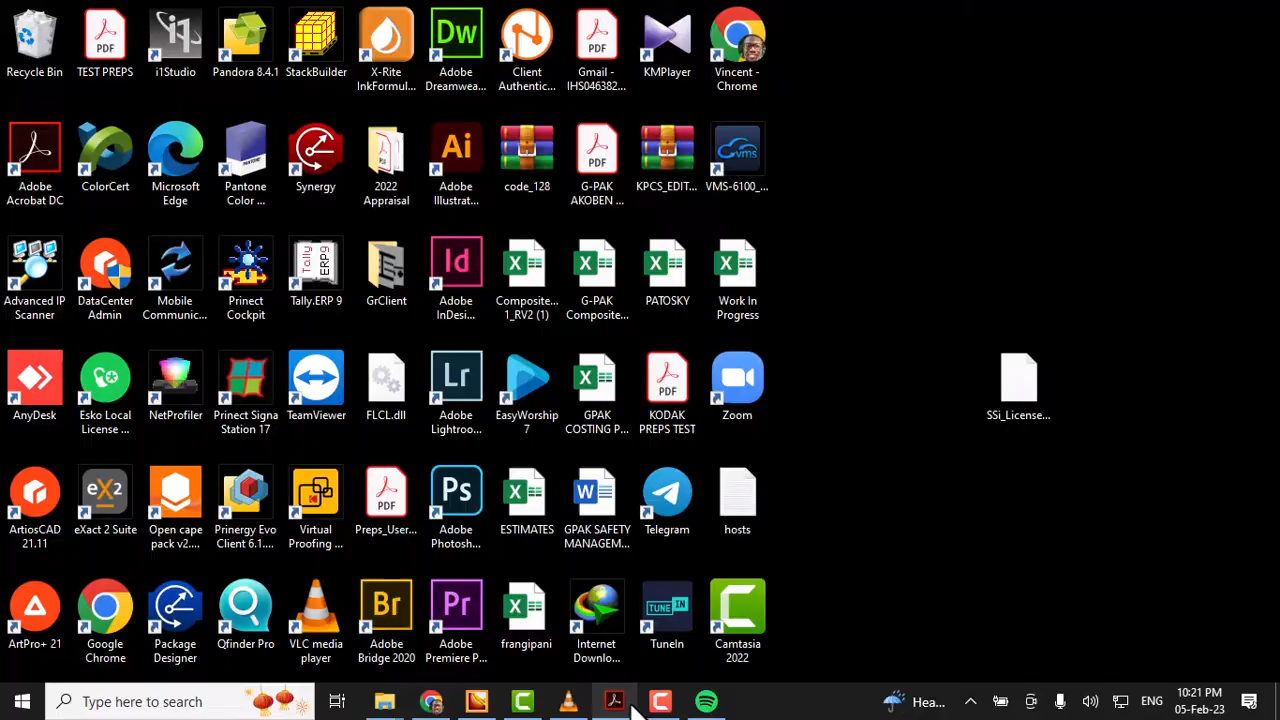 Recycle Bin
TEST PREPS
i1Studio
Pandora 8.4.1
StackBuilder
X-Rite
InkFormul...
Adobe
Dreamwea...
Client
Authentic...
Gmail -
IHS046382...
KMPlayer
Vincent -
Chrome
Adobe
Acrobat DC
ColorCert
Microsoft
Edge
Pantone
Color ...
Synergy
2022
Appraisal
Adobe
Illustrat...
code_128
G-PAK
AKOBEN ...
KPCS_EDIT...
VMS-6100_...
Advanced IP
Scanner
DataCenter
Admin
Mobile
Communic...
Prinect
Cockpit
Tally.ERP 9
GrClient
Adobe
InDesi...
Composite...
1_RV2 (1)
G-PAK
Composite...
PATOSKY
Work In
Progress
AnyDesk
Esko Local
License ...
NetProfiler
Prinect Signa
Station 17
TeamViewer
FLCL.dll
Adobe
Lightroo...
EasyWorship
7
GPAK
COSTING P...
KODAK
PREPS TEST
Zoom
SSi_License...
ArtiosCAD
21.11
eXact 2 Suite
Open cape
pack v2....
Prinergy Evo
Client 6.1....
Virtual
Proofing ...
Preps_User...
Adobe
Photosh...
ESTIMATES
GPAK SAFETY
MANAGEM...
Telegram
hosts
ArtPro+ 21
Google
Chrome
Package
Designer
Qfinder Pro
VLC media
player
Adobe
Bridge 2020
Adobe
Premiere P...
frangipani
Internet
Downlo...
TuneIn
Camtasia
2022
Type here to search
Hea...
ENG
10:21 PM
05-Feb-23